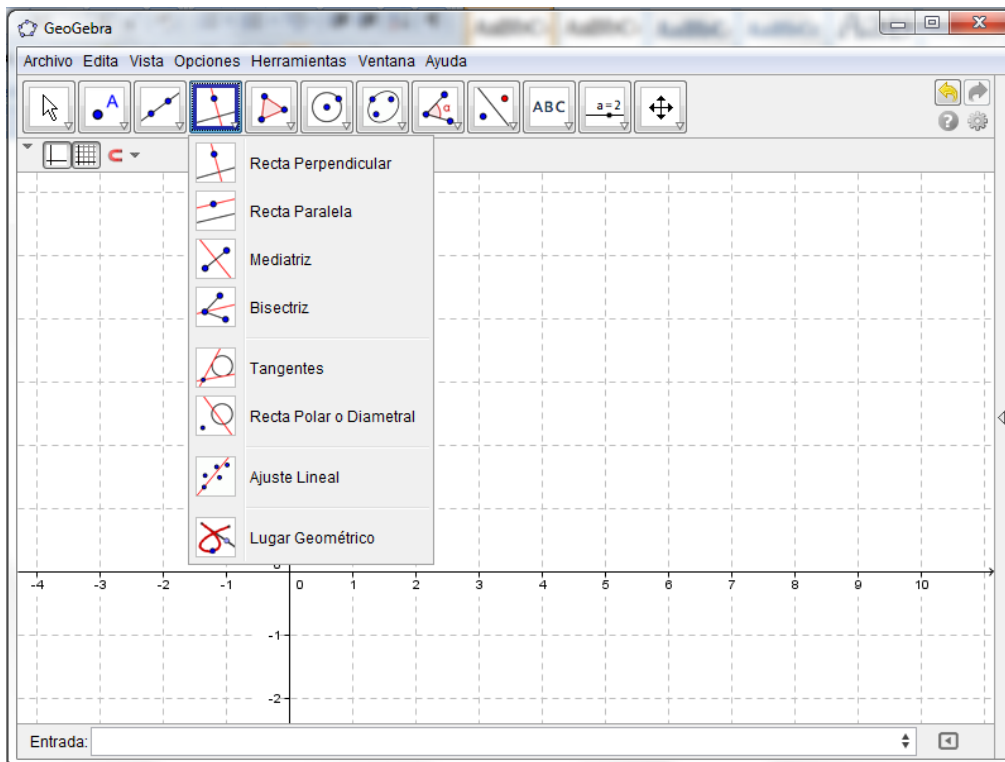 GeoGebra
Archivo Edita Vista Opciones Herramientas Ventana Ayuda
A α ABC a=2
Recta Perpendicular
Recta Paralela
Mediatriz
Bisectriz
Tangentes
Recta Polar o Diametral
Ajuste Lineal
Lugar Geométrico
0
-4 -3 -2 -1 0 1 2 3 4 5 6 7 8 9 10
-1
-2
Entrada: